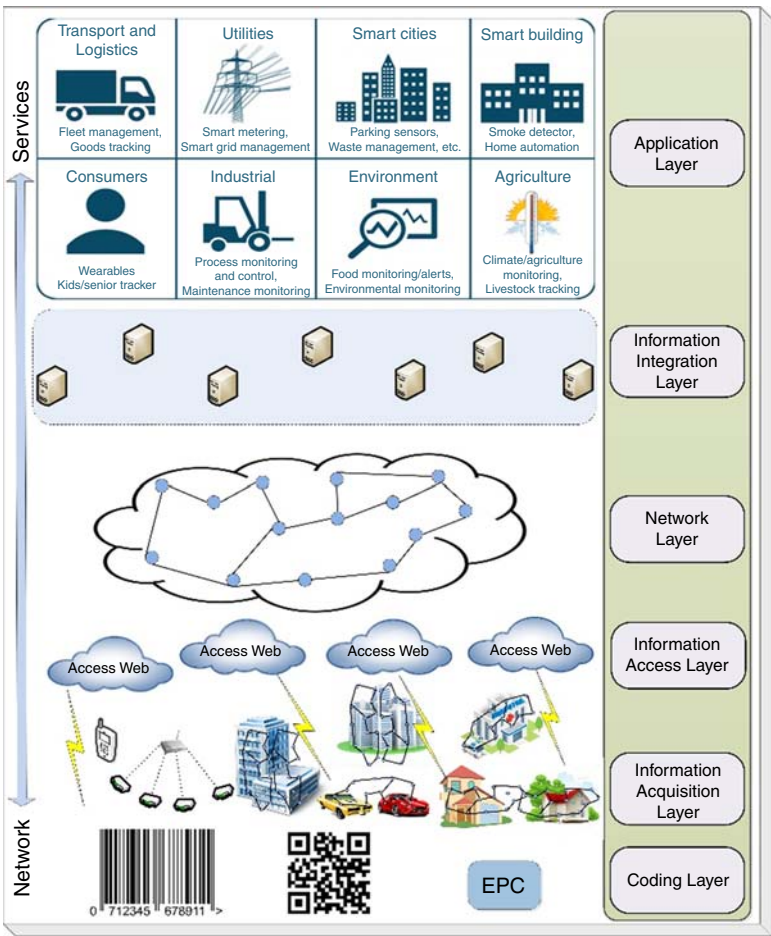 Services
Transport and
Logistics
Fleet management,
Goods tracking
Utilities
Smart metering,
Smart grid management
Smart cities
Parking sensors,
Waste management, etc.
Smart building
Smoke detector,
Home automation
Consumers
Wearables
Kids/senior tracker
Industrial
Process monitoring
and control,
Maintenance monitoring
Environment
Food monitoring/alerts,
Environmental monitoring
Agriculture
Climate/agriculture
monitoring,
Livestock tracking
Application
Layer
Information
Integration
Layer
Network
Layer
Access Web
Access Web
Access Web
Access Web
Information
Access Layer
Information
Acquisition
Layer
Network
0 712345 678911 >
EPC
Coding Layer